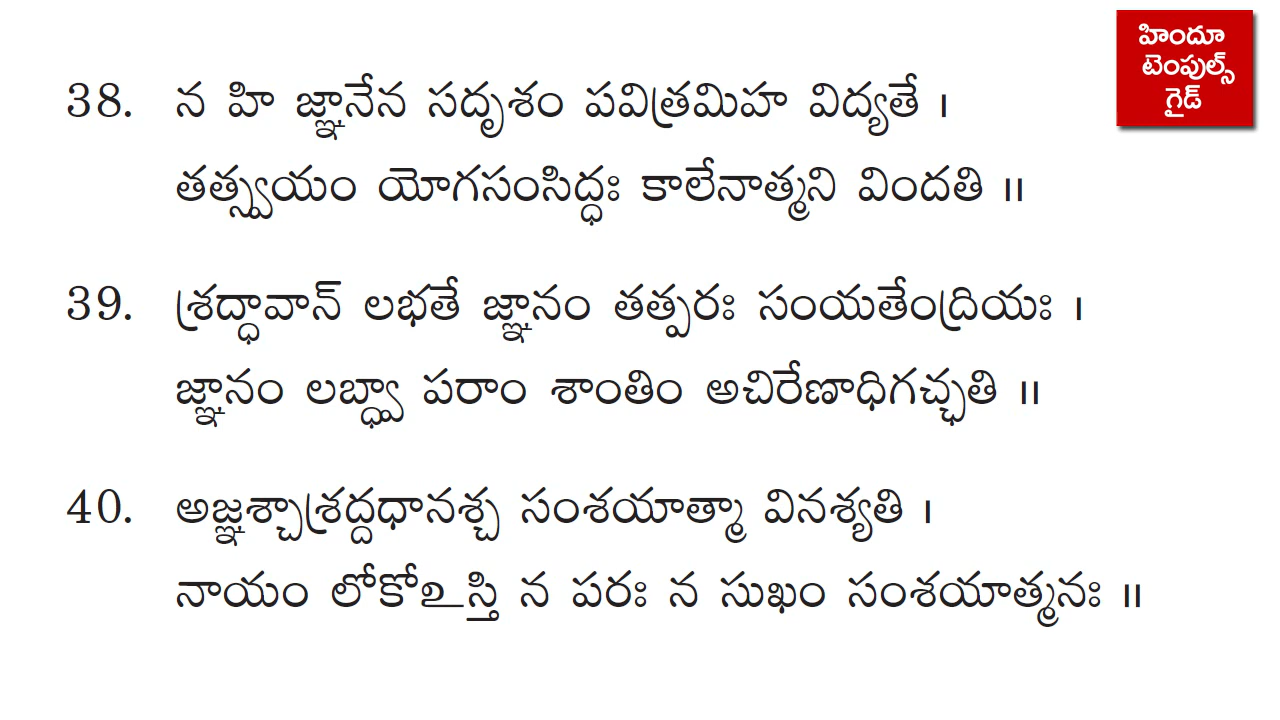 హిందూ
టెంపుల్స్
గైడ్
38. న హి జ్ఞానేన సదృశం పవిత్రమిహ విద్యతే ।
తత్స్వయం యోగసంసిద్ధః కాలేనాత్మని విందతి ॥
39. శ్రద్ధావాన్ లభతే జ్ఞానం తత్పరః సంయతేంద్రియః ।
జ్ఞానం లబ్ధ్వా పరాం శాంతిం అచిరేణాధిగచ్ఛతి ॥
40. అజ్ఞశ్చాశ్రద్దధానశ్చ సంశయాత్మా వినశ్యతి ।
నాయం లోకోఽస్తి న పరః న సుఖం సంశయాత్మనః ॥